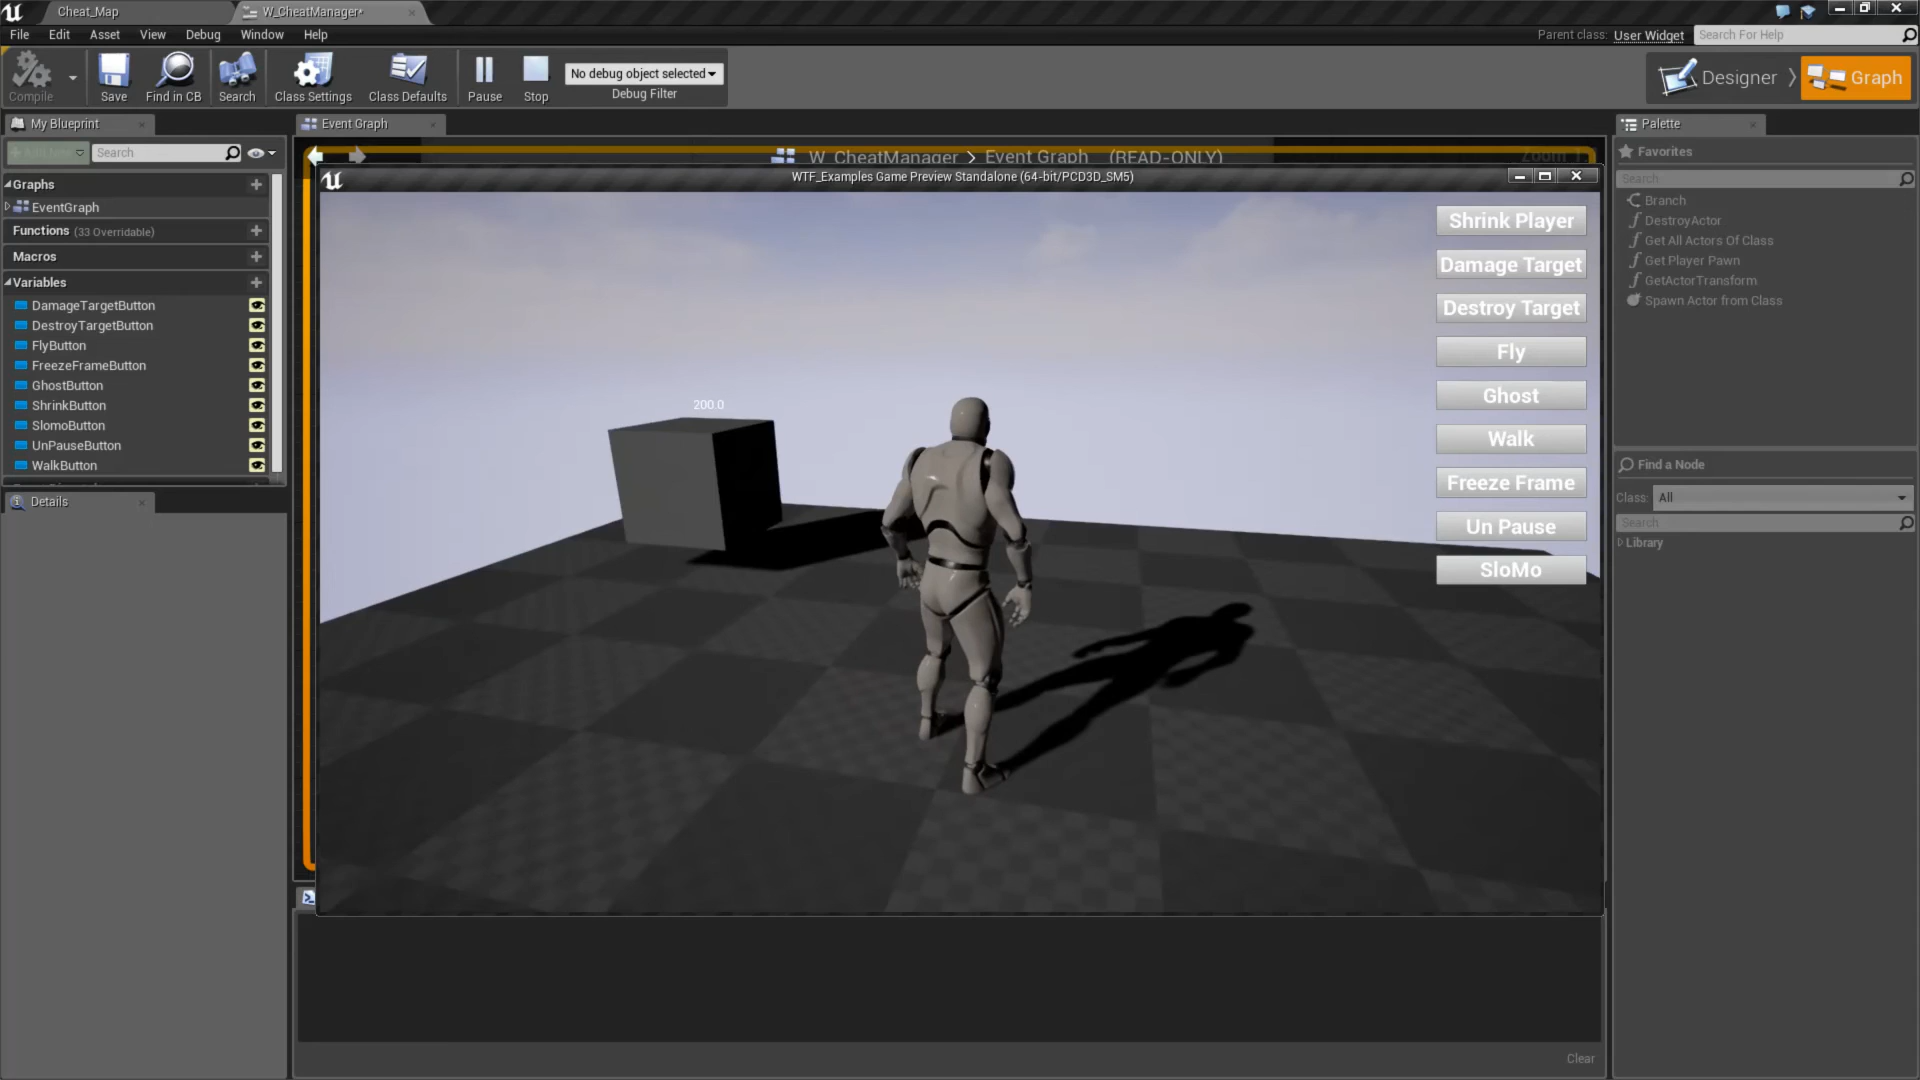 Cheat_Map
W_CheatManager*
File Edit Asset View Debug Window Help
Parent class: User Widget
Search For Help
Compile
Save
Find in CB
Search
Class Settings
Class Defaults
Pause
Stop
No debug object selected
Debug Filter
Designer
Graph
My Blueprint
Search
Graphs
EventGraph
Functions (33 Overridable)
Macros
Variables
DamageTargetButton
DestroyTargetButton
FlyButton
FreezeFrameButton
GhostButton
ShrinkButton
SlomoButton
UnPauseButton
WalkButton
Details
Event Graph
W_CheatManager > Event Graph (READ-ONLY)
WTF_Examples Game Preview Standalone (64-bit/PCD3D_SM5)
200.0
Shrink Player
Damage Target
Destroy Target
Fly
Ghost
Walk
Freeze Frame
Un Pause
SloMo
Clear
Palette
Favorites
Search
Branch
DestroyActor
Get All Actors Of Class
Get Player Pawn
GetActorTransform
Spawn Actor from Class
Find a Node
Class: All
Search
Library